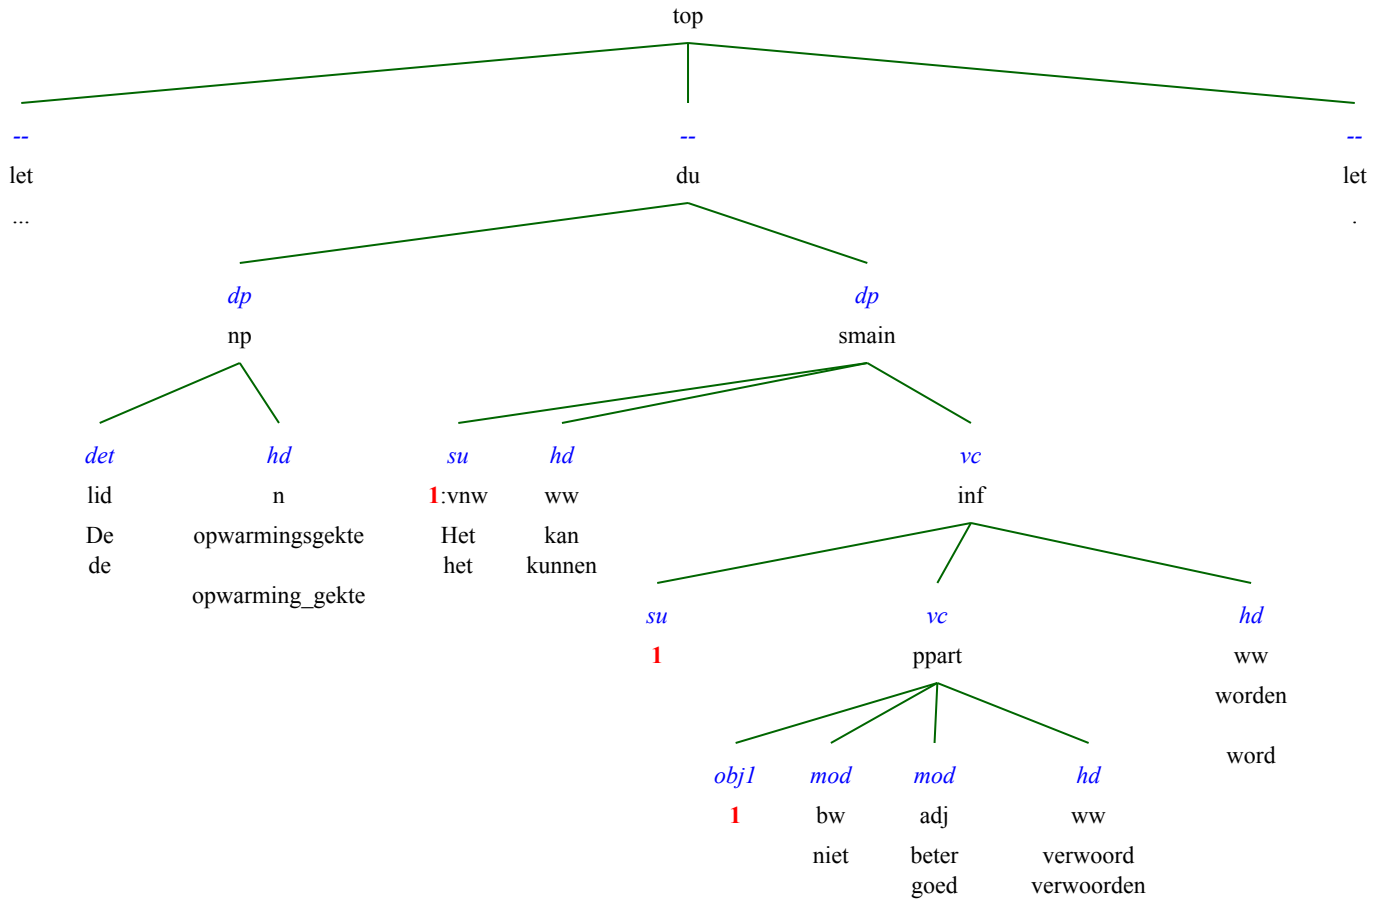 top
-- -- --
let du let
... .
dp dp
np smain
det hd su hd vc
lid n 1:vnw ww inf
De opwarmingsgekte Het kan
de het kunnen
opwarming_gekte
su vc hd
1 ppart ww
worden
word
obj1 mod mod hd
1 bw adj ww
niet beter verwoord
goed verwoorden